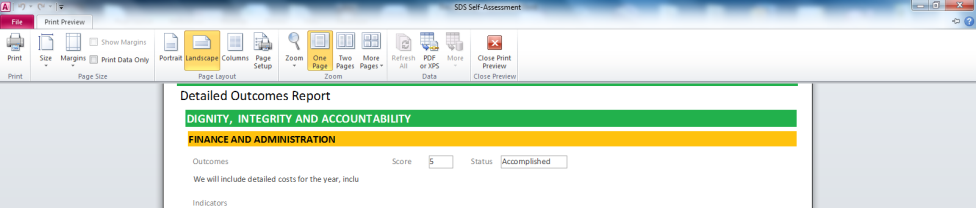 SDS Self-Assessment
File Print Preview
Print Size Margins Show Margins Print Data Only Portrait Landscape Columns Page Setup Zoom One Page Two Pages More Pages Refresh All PDF or XPS More Close Print Preview
Print Page Size Page Layout Zoom Data Close Preview
Detailed Outcomes Report
DIGNITY, INTEGRITY AND ACCOUNTABILITY
FINANCE AND ADMINISTRATION
Outcomes Score 5 Status Accomplished
We will include detailed costs for the year, inclu
Indicators